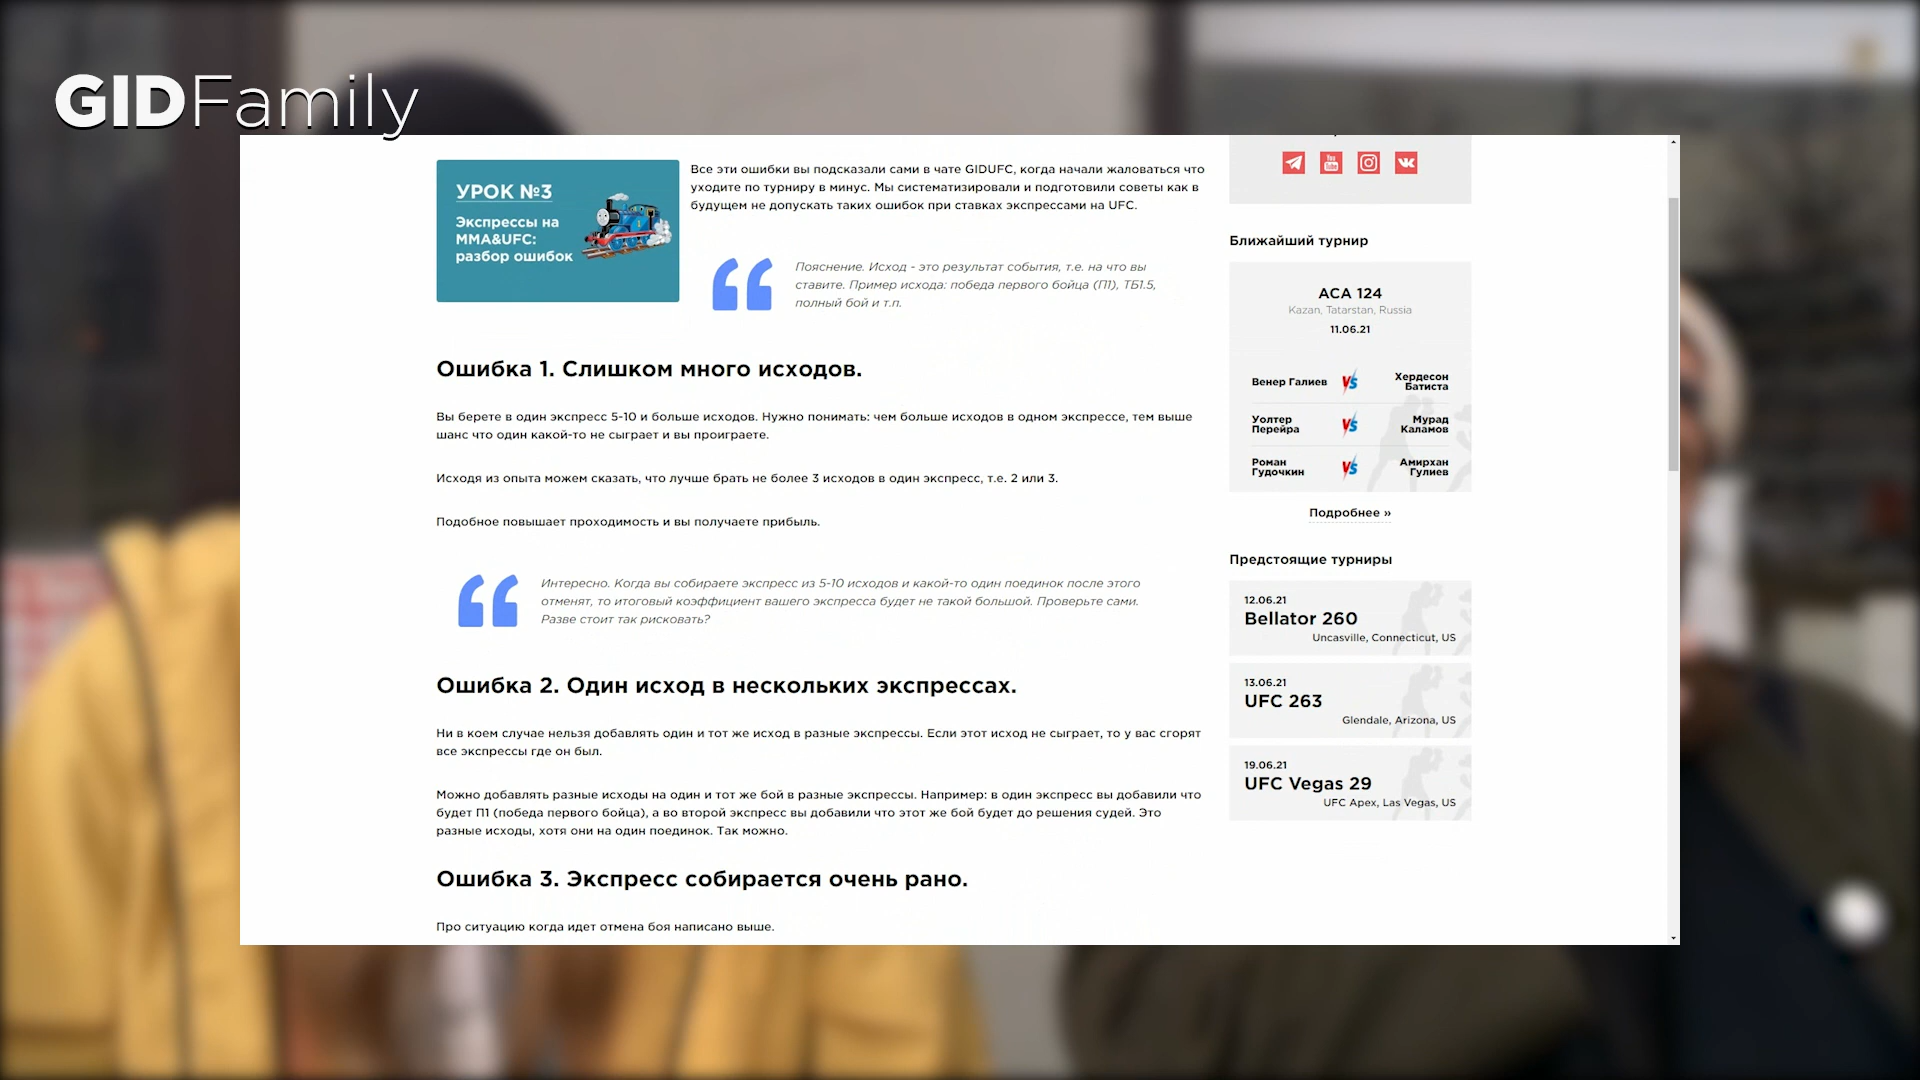 GIDFamily
УРОК №3
Экспрессы на
MMA&UFC:
разбор ошибок
Все эти ошибки вы подсказали сами в чате GIDUFC, когда начали жаловаться что
уходите по турниру в минус. Мы систематизировали и подготовили советы как в
будущем не допускать таких ошибок при ставках экспрессами на UFC.
Пояснение. Исход - это результат события, т.е. на что вы
ставите. Пример исхода: победа первого бойца (П1), ТБ1.5,
полный бой и т.п.
Ошибка 1. Слишком много исходов.
Вы берете в один экспресс 5-10 и больше исходов. Нужно понимать: чем больше исходов в одном экспрессе, тем выше
шанс что один какой-то не сыграет и вы проиграете.
Исходя из опыта можем сказать, что лучше брать не более 3 исходов в один экспресс, т.е. 2 или 3.
Подобное повышает проходимость и вы получаете прибыль.
Интересно. Когда вы собираете экспресс из 5-10 исходов и какой-то один поединок после этого
отменят, то итоговый коэффициент вашего экспресса будет не такой большой. Проверьте сами.
Разве стоит так рисковать?
Ошибка 2. Один исход в нескольких экспрессах.
Ни в коем случае нельзя добавлять один и тот же исход в разные экспрессы. Если этот исход не сыграет, то у вас сгорят
все экспрессы где он был.
Можно добавлять разные исходы на один и тот же бой в разные экспрессы. Например: в один экспресс вы добавили что
будет П1 (победа первого бойца), а во второй экспресс вы добавили что этот же бой будет до решения судей. Это
разные исходы, хотя они на один поединок. Так можно.
Ошибка 3. Экспресс собирается очень рано.
Про ситуацию когда идет отмена боя написано выше.
You Tube
Ближайший турнир
ACA 124
Kazan, Tatarstan, Russia
11.06.21
Венер Галиев VS Хердесон
Батиста
Уолтер
Перейра VS Мурад
Каламов
Роман
Гудочкин VS Амирхан
Гулиев
Подробнее »
Предстоящие турниры
12.06.21
Bellator 260
Uncasville, Connecticut, US
13.06.21
UFC 263
Glendale, Arizona, US
19.06.21
UFC Vegas 29
UFC Apex, Las Vegas, US